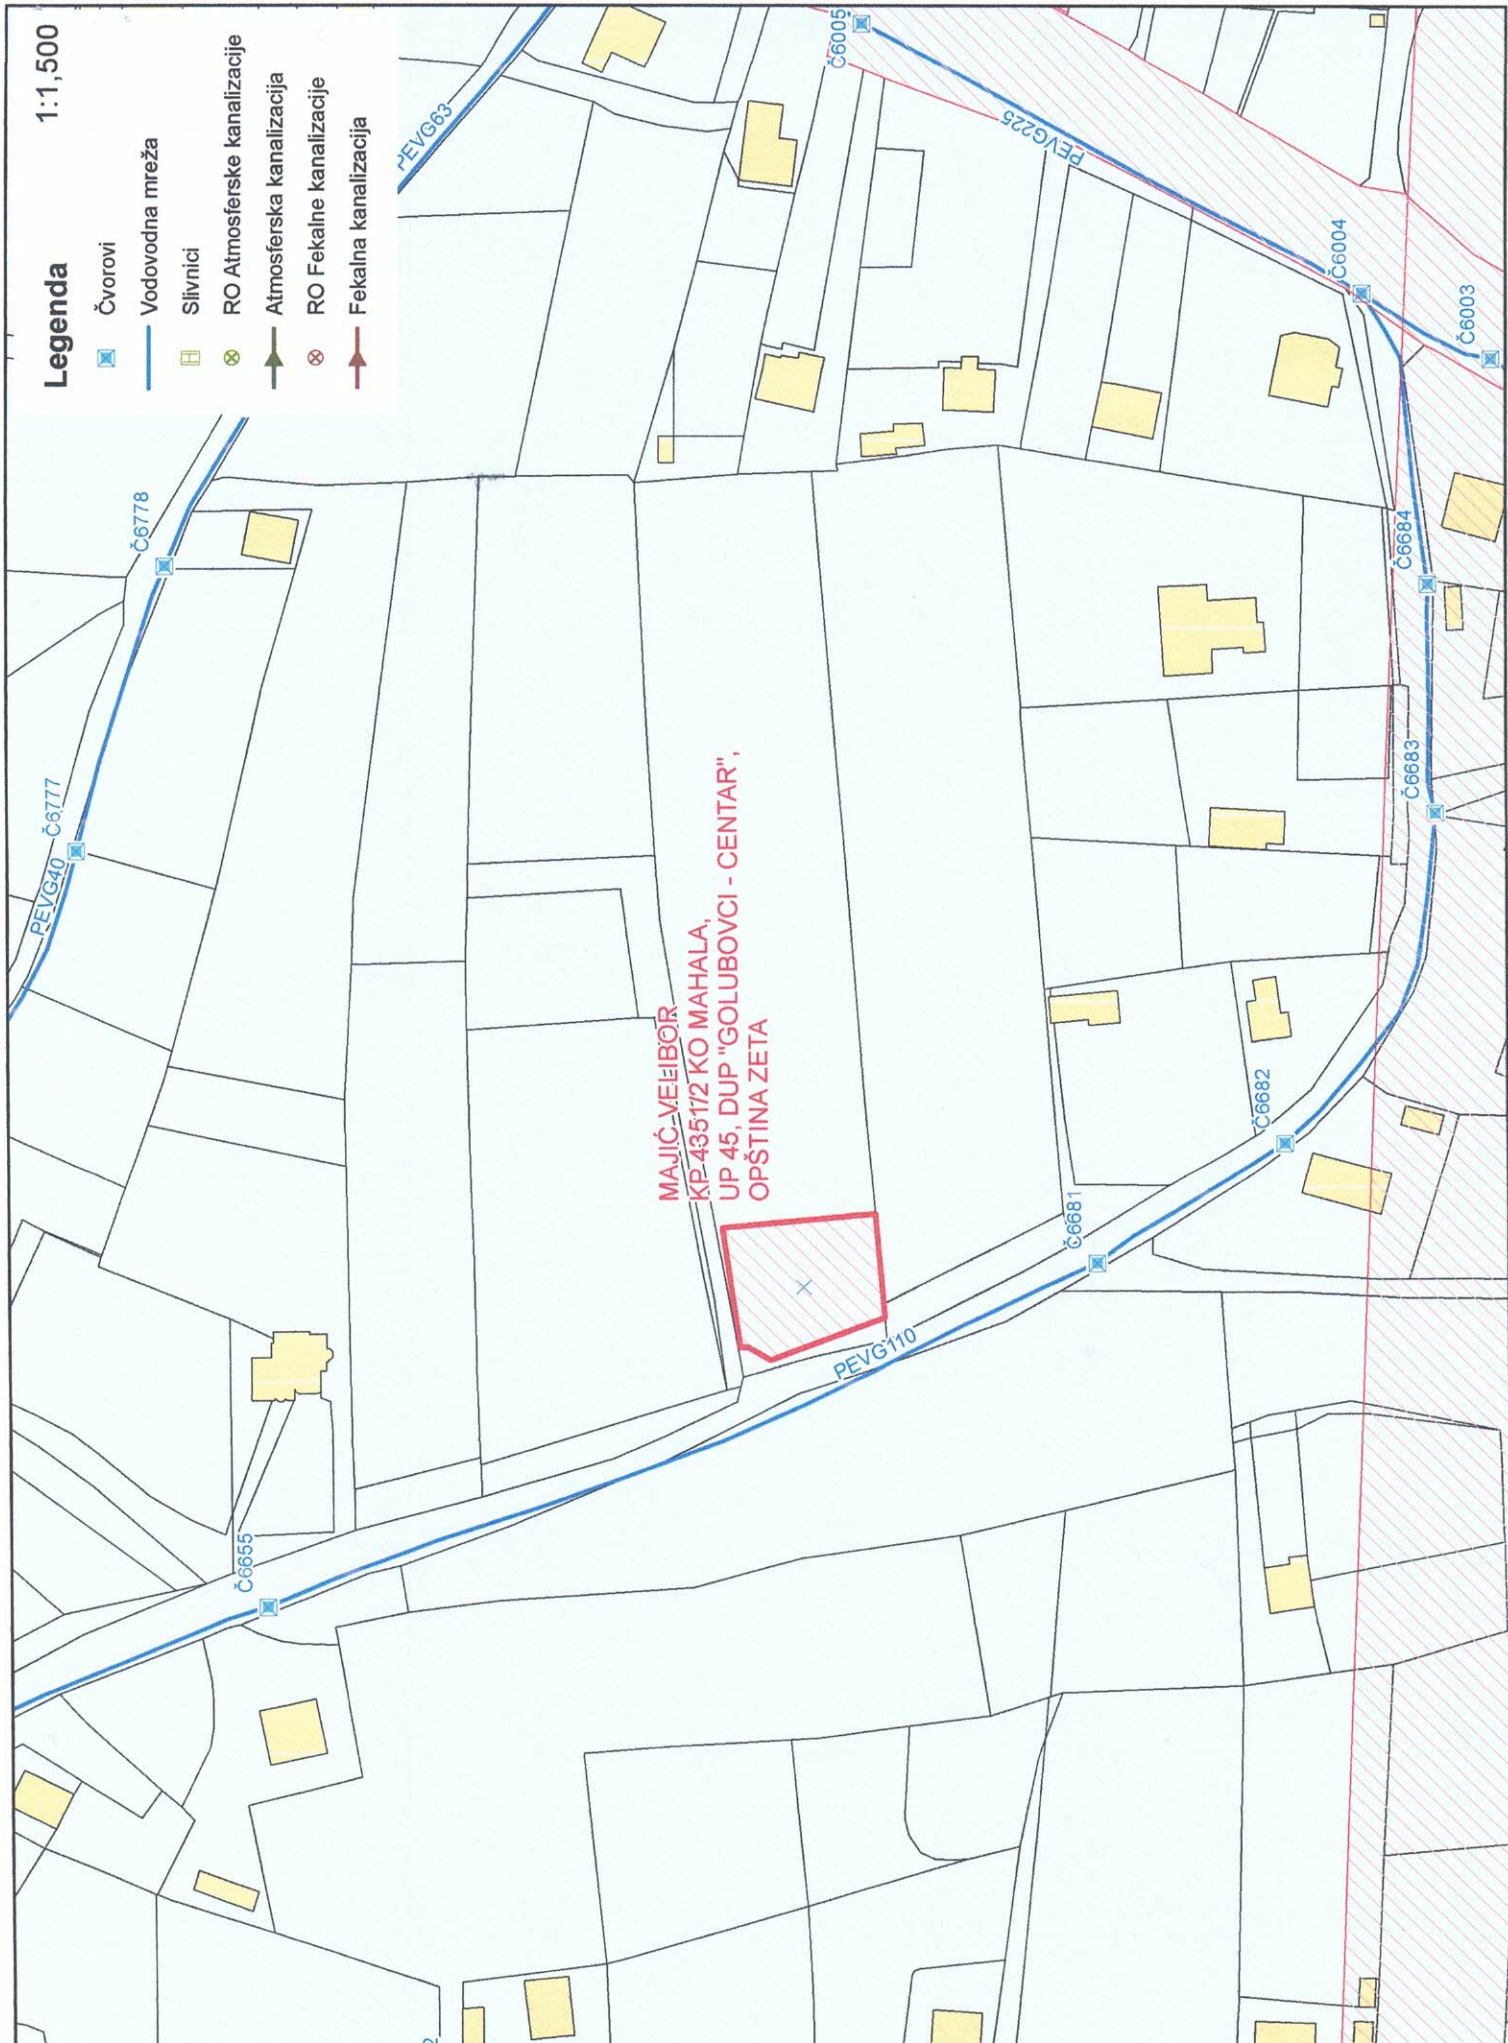 Legenda
1:1,500
Čvorovi
Vodovodna mreža
Slivnici
RO Atmosferske kanalizacije
Atmosferska kanalizacija
RO Fekalne kanalizacije
Fekalna kanalizacija
PEVG63
Č6005
PEVG225
Č6004
Č6003
Č6778
Č6777
PEVG40
Č6684
Č6683
Č6682
Č6681
PEVG110
Č6655
MAJIĆ VELIBOR
KP 4351/2 KO MAHALA,
UP 45, DUP "GOLUBOVCI - CENTAR",
OPŠTINA ZETA